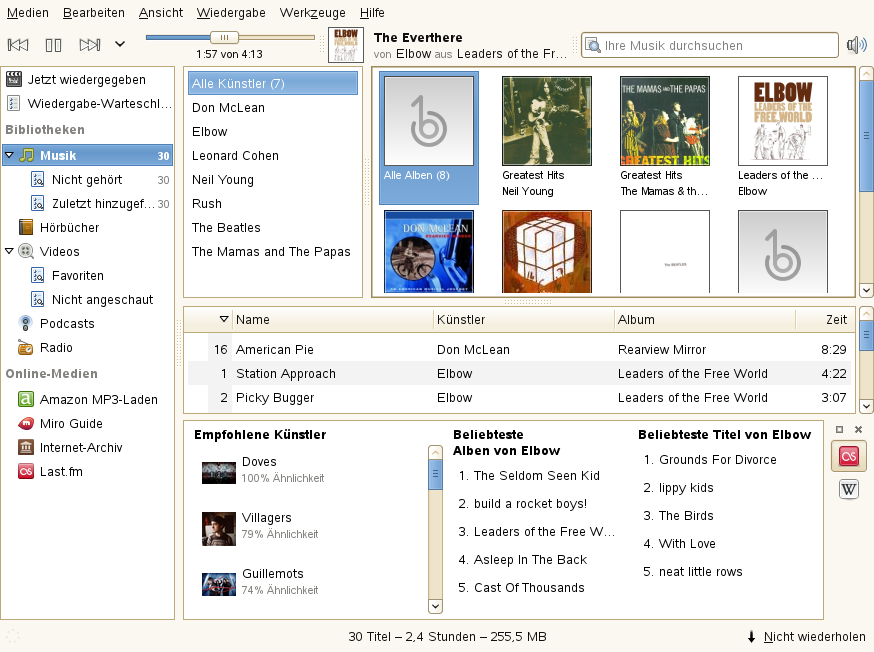 Medien Bearbeiten Ansicht Wiedergabe Werkzeuge Hilfe
1:57 von 4:13
ELBOW
The Everthere
von Elbow aus Leaders of the Fr...
Ihre Musik durchsuchen
Jetzt wiedergegeben
Wiedergabe-Warteschl...
Bibliotheken
Musik 30
Nicht gehört 30
Zuletzt hinzugef... 30
Hörbücher
Videos
Favoriten
Nicht angeschaut
Podcasts
Radio
Online-Medien
Amazon MP3-Laden
Miro Guide
Internet-Archiv
Last.fm
Alle Künstler (7)
Don McLean
Elbow
Leonard Cohen
Neil Young
Rush
The Beatles
The Mamas and The Papas
Alle Alben (8)
Greatest Hits
Neil Young
THE MAMAS AND THE PAPAS
GREATEST HITS
Greatest Hits
The Mamas & th...
ELBOW
LEADERS OF THE
FREE WORLD
Leaders of the ...
Elbow
DON McLEAN
REARVIEW MIRROR
AN AMERICAN MUSICAL JOURNEY
The BEATLES
Name Künstler Album Zeit
16 American Pie Don McLean Rearview Mirror 8:29
1 Station Approach Elbow Leaders of the Free World 4:22
2 Picky Bugger Elbow Leaders of the Free World 3:07
Empfohlene Künstler
Doves
100% Ähnlichkeit
Villagers
79% Ähnlichkeit
Guillemots
74% Ähnlichkeit
Beliebteste
Alben von Elbow
1. The Seldom Seen Kid
2. build a rocket boys!
3. Leaders of the Free W...
4. Asleep In The Back
5. Cast Of Thousands
Beliebteste Titel von Elbow
1. Grounds For Divorce
2. lippy kids
3. The Birds
4. With Love
5. neat little rows
W
30 Titel – 2,4 Stunden – 255,5 MB
Nicht wiederholen